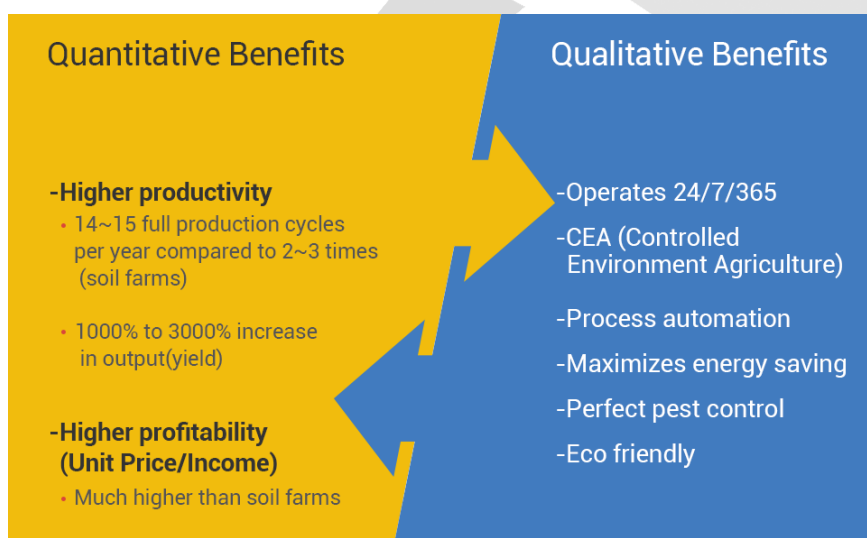 Quantitative Benefits
-Higher productivity
• 14~15 full production cycles
per year compared to 2~3 times
(soil farms)
• 1000% to 3000% increase
in output(yield)
-Higher profitability
(Unit Price/Income)
• Much higher than soil farms
Qualitative Benefits
-Operates 24/7/365
-CEA (Controlled
Environment Agriculture)
-Process automation
-Maximizes energy saving
-Perfect pest control
-Eco friendly